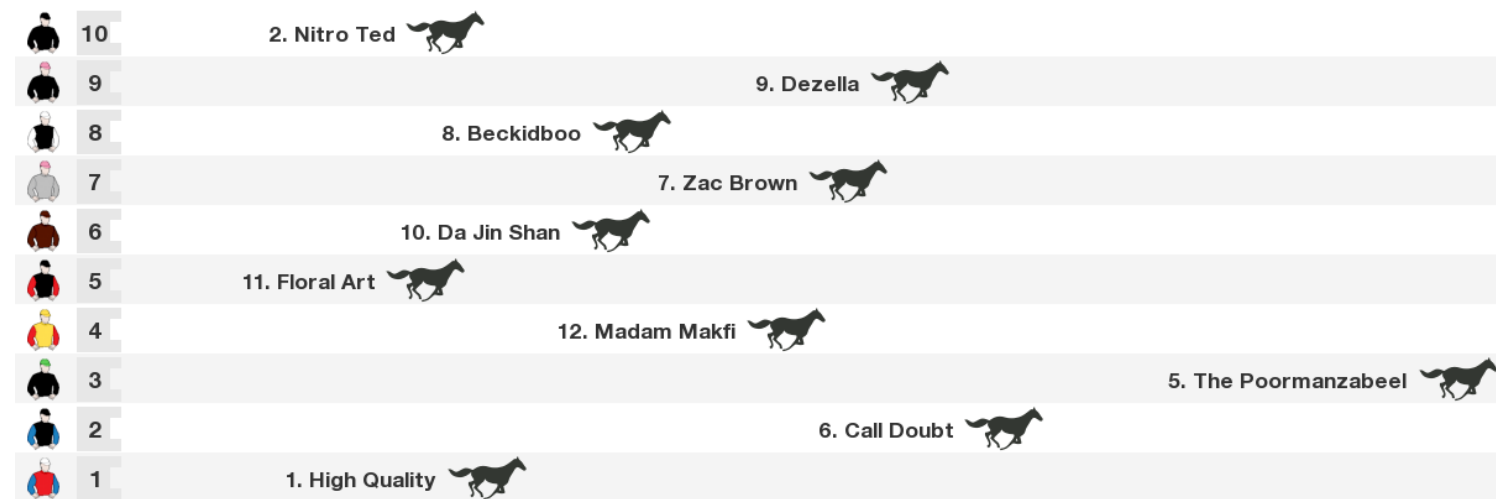 10 2. Nitro Ted
9 9. Dezella
8 8. Beckidboo
7 7. Zac Brown
6 10. Da Jin Shan
5 11. Floral Art
4 12. Madam Makfi
3 5. The Poormanzabeel
2 6. Call Doubt
1 1. High Quality